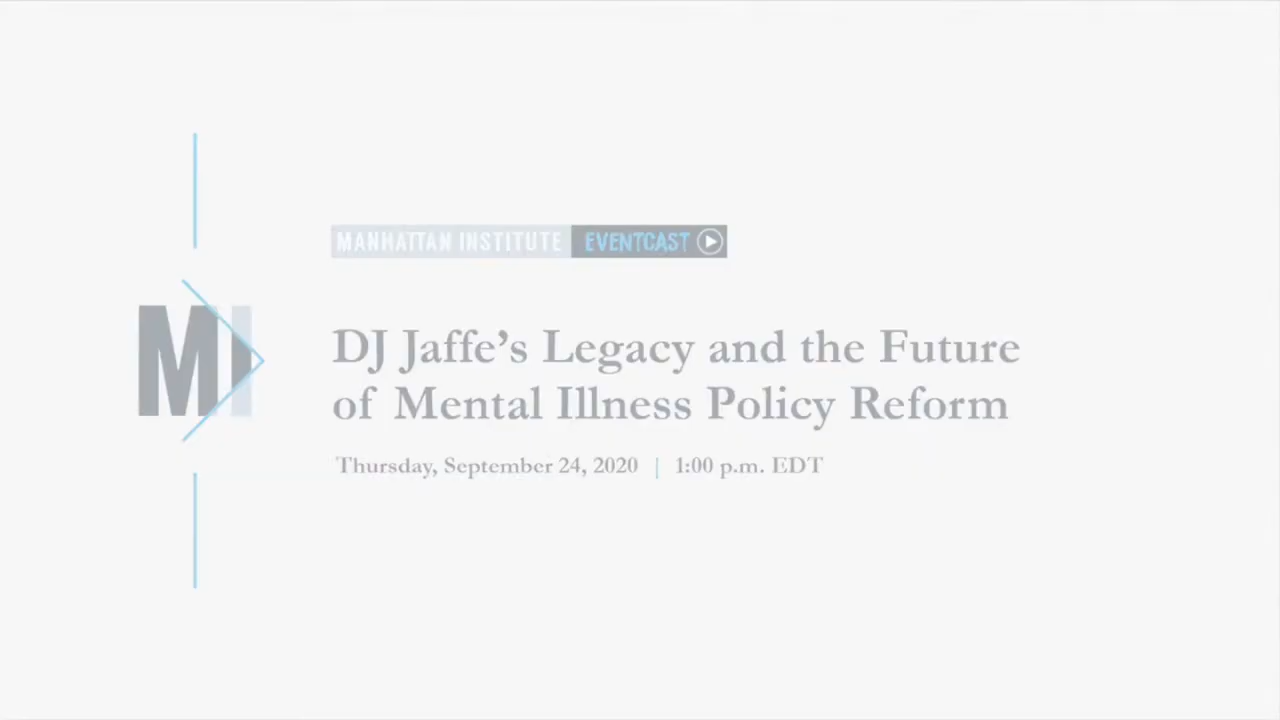 MANHATTAN INSTITUTE EVENTCAST
MI
DJ Jaffe’s Legacy and the Future
of Mental Illness Policy Reform
Thursday, September 24, 2020 | 1:00 p.m. EDT